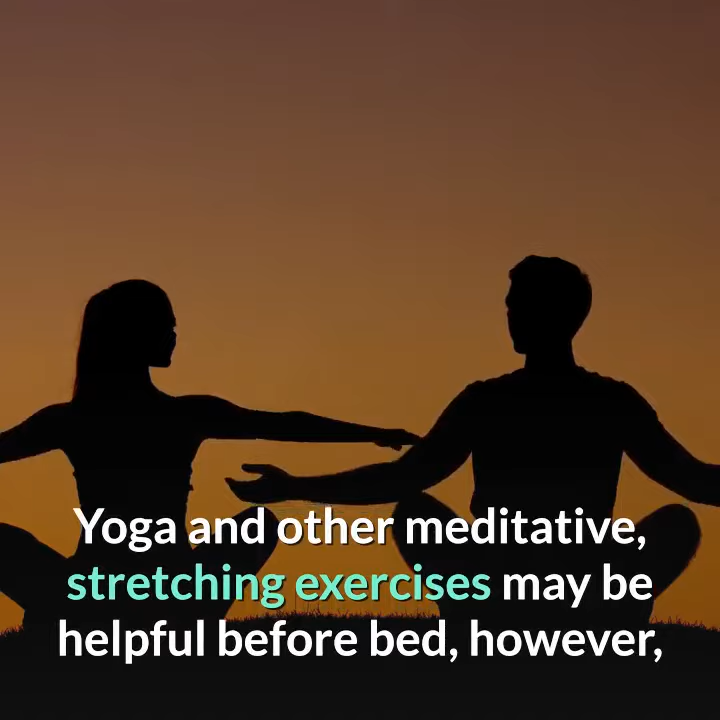 Yoga and other meditative,
stretching exercises may be
helpful before bed, however,